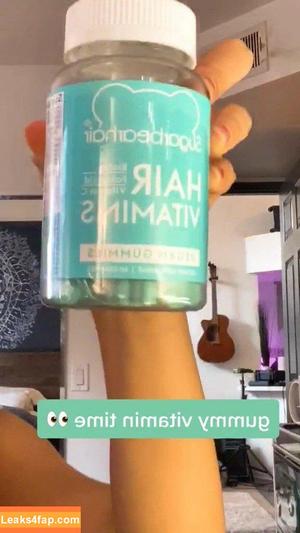 Sugarbearhair®
HAIR
VITAMINS
VEGAN GUMMIES
gummy vitamin time 👀
Leaks4fap.com